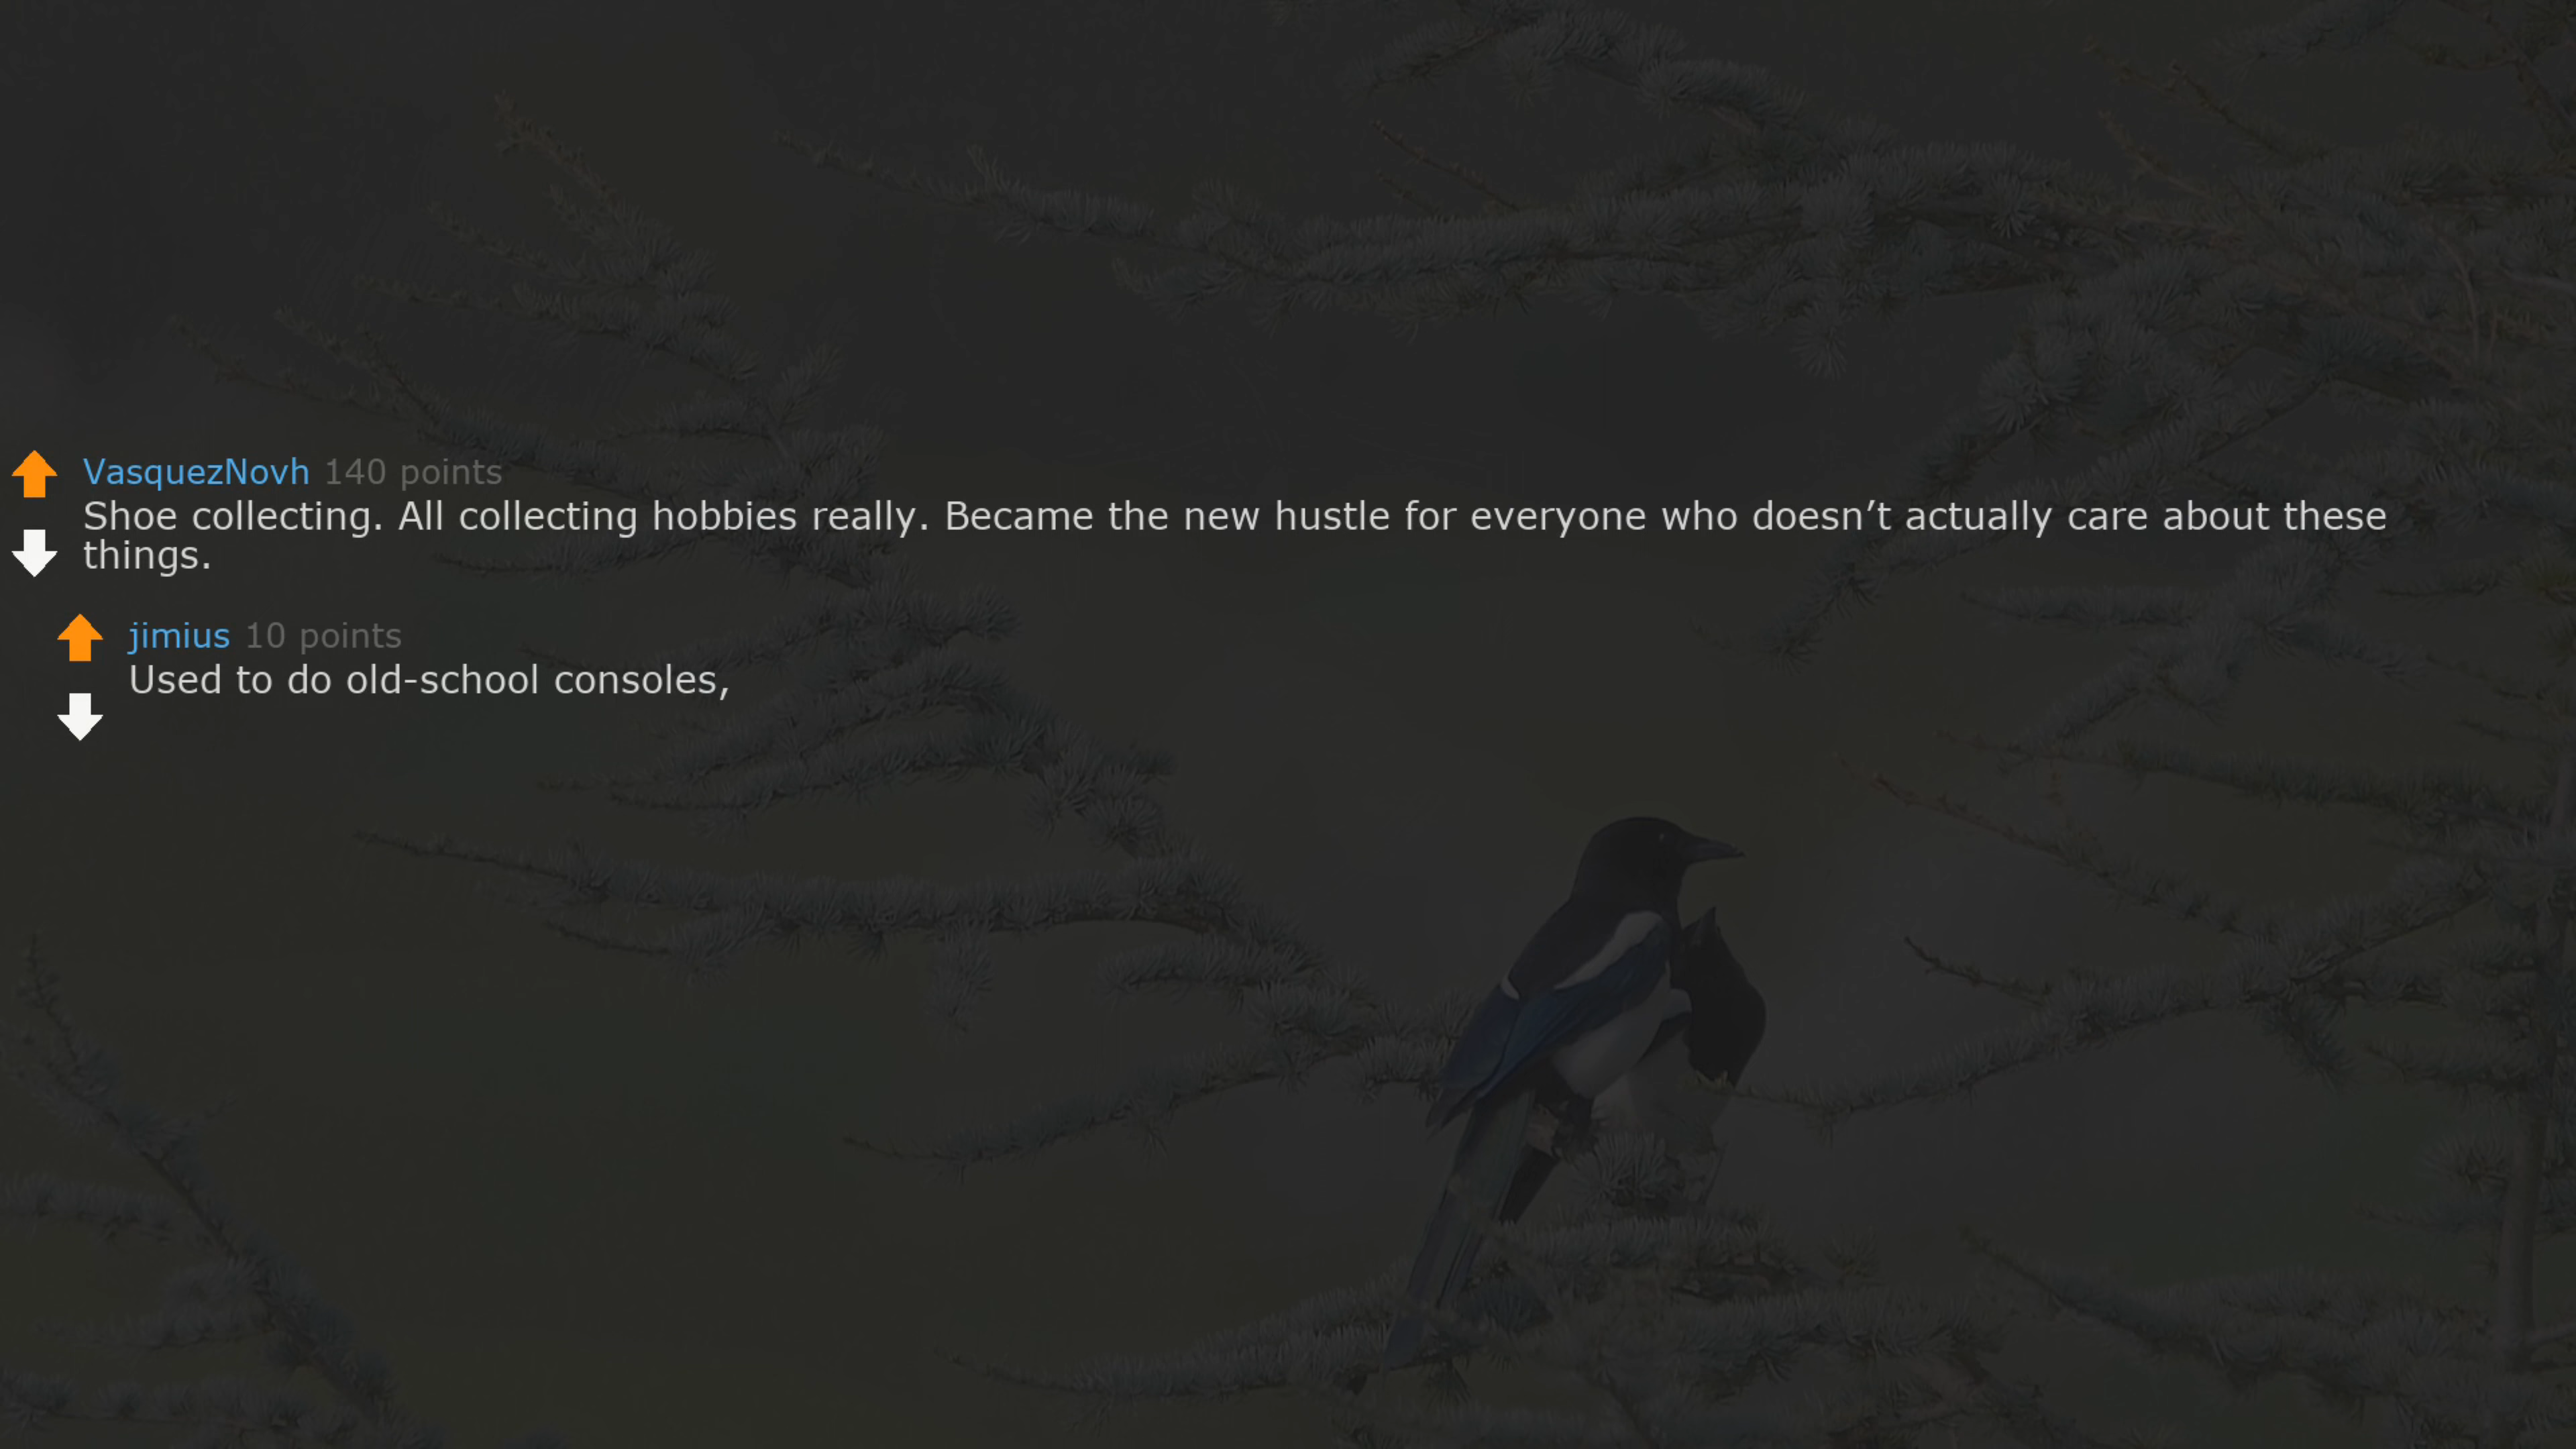 VasquezNovh 140 points
Shoe collecting. All collecting hobbies really. Became the new hustle for everyone who doesn’t actually care about these
things.
jimius 10 points
Used to do old-school consoles,